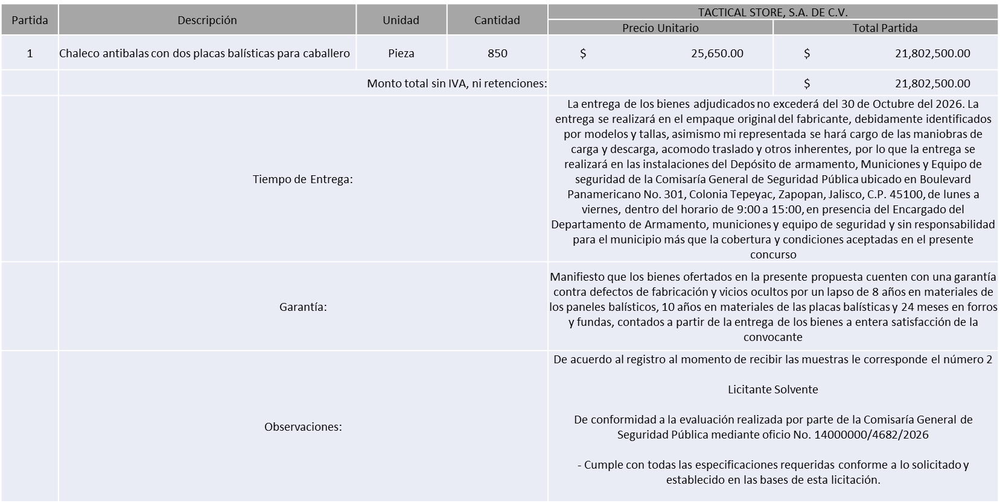 Partida Descripción Unidad Cantidad TACTICAL STORE, S.A. DE C.V.
Precio Unitario Total Partida
1 Chaleco antibalas con dos placas balísticas para caballero Pieza 850 $ 25,650.00 $ 21,802,500.00
Monto total sin IVA, ni retenciones: $ 21,802,500.00
Tiempo de Entrega:
La entrega de los bienes adjudicados no excederá del 30 de Octubre del 2026. La
entrega se realizará en el empaque original del fabricante, debidamente identificados
por modelos y tallas, asimismo mi representada se hará cargo de las maniobras de
carga y descarga, acomodo traslado y otros inherentes, por lo que la entrega se
realizará en las instalaciones del Depósito de armamento, Municiones y Equipo de
seguridad de la Comisaría General de Seguridad Pública ubicado en Boulevard
Panamericano No. 301, Colonia Tepeyac, Zapopan, Jalisco, C.P. 45100, de lunes a
viernes, dentro del horario de 9:00 a 15:00, en presencia del Encargado del
Departamento de Armamento, municiones y equipo de seguridad y sin responsabilidad
para el municipio más que la cobertura y condiciones aceptadas en el presente
concurso
Garantía:
Manifiesto que los bienes ofertados en la presente propuesta cuenten con una garantía
contra defectos de fabricación y vicios ocultos por un lapso de 8 años en materiales de
los paneles balísticos, 10 años en materiales de las placas balísticas y 24 meses en forros
y fundas, contados a partir de la entrega de los bienes a entera satisfacción de la
convocante
Observaciones:
De acuerdo al registro al momento de recibir las muestras le corresponde el número 2
Licitante Solvente
De conformidad a la evaluación realizada por parte de la Comisaría General de
Seguridad Pública mediante oficio No. 14000000/4682/2026
- Cumple con todas las especificaciones requeridas conforme a lo solicitado y
establecido en las bases de esta licitación.